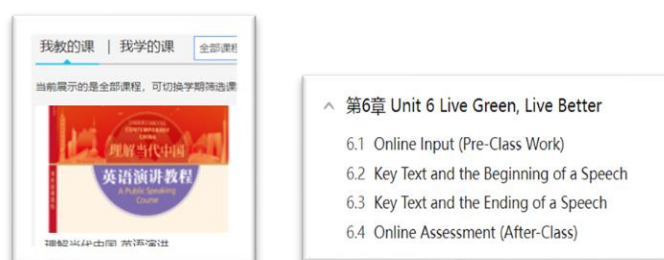 我教的课 | 我学的课 全部课程
当前展示的是全部课程，可切换学期筛选课
理解当代中国
英语演讲教程
A Public Speaking
Course
理解当代中国 英语演讲
第6章 Unit 6 Live Green, Live Better
6.1 Online Input (Pre-Class Work)
6.2 Key Text and the Beginning of a Speech
6.3 Key Text and the Ending of a Speech
6.4 Online Assessment (After-Class)